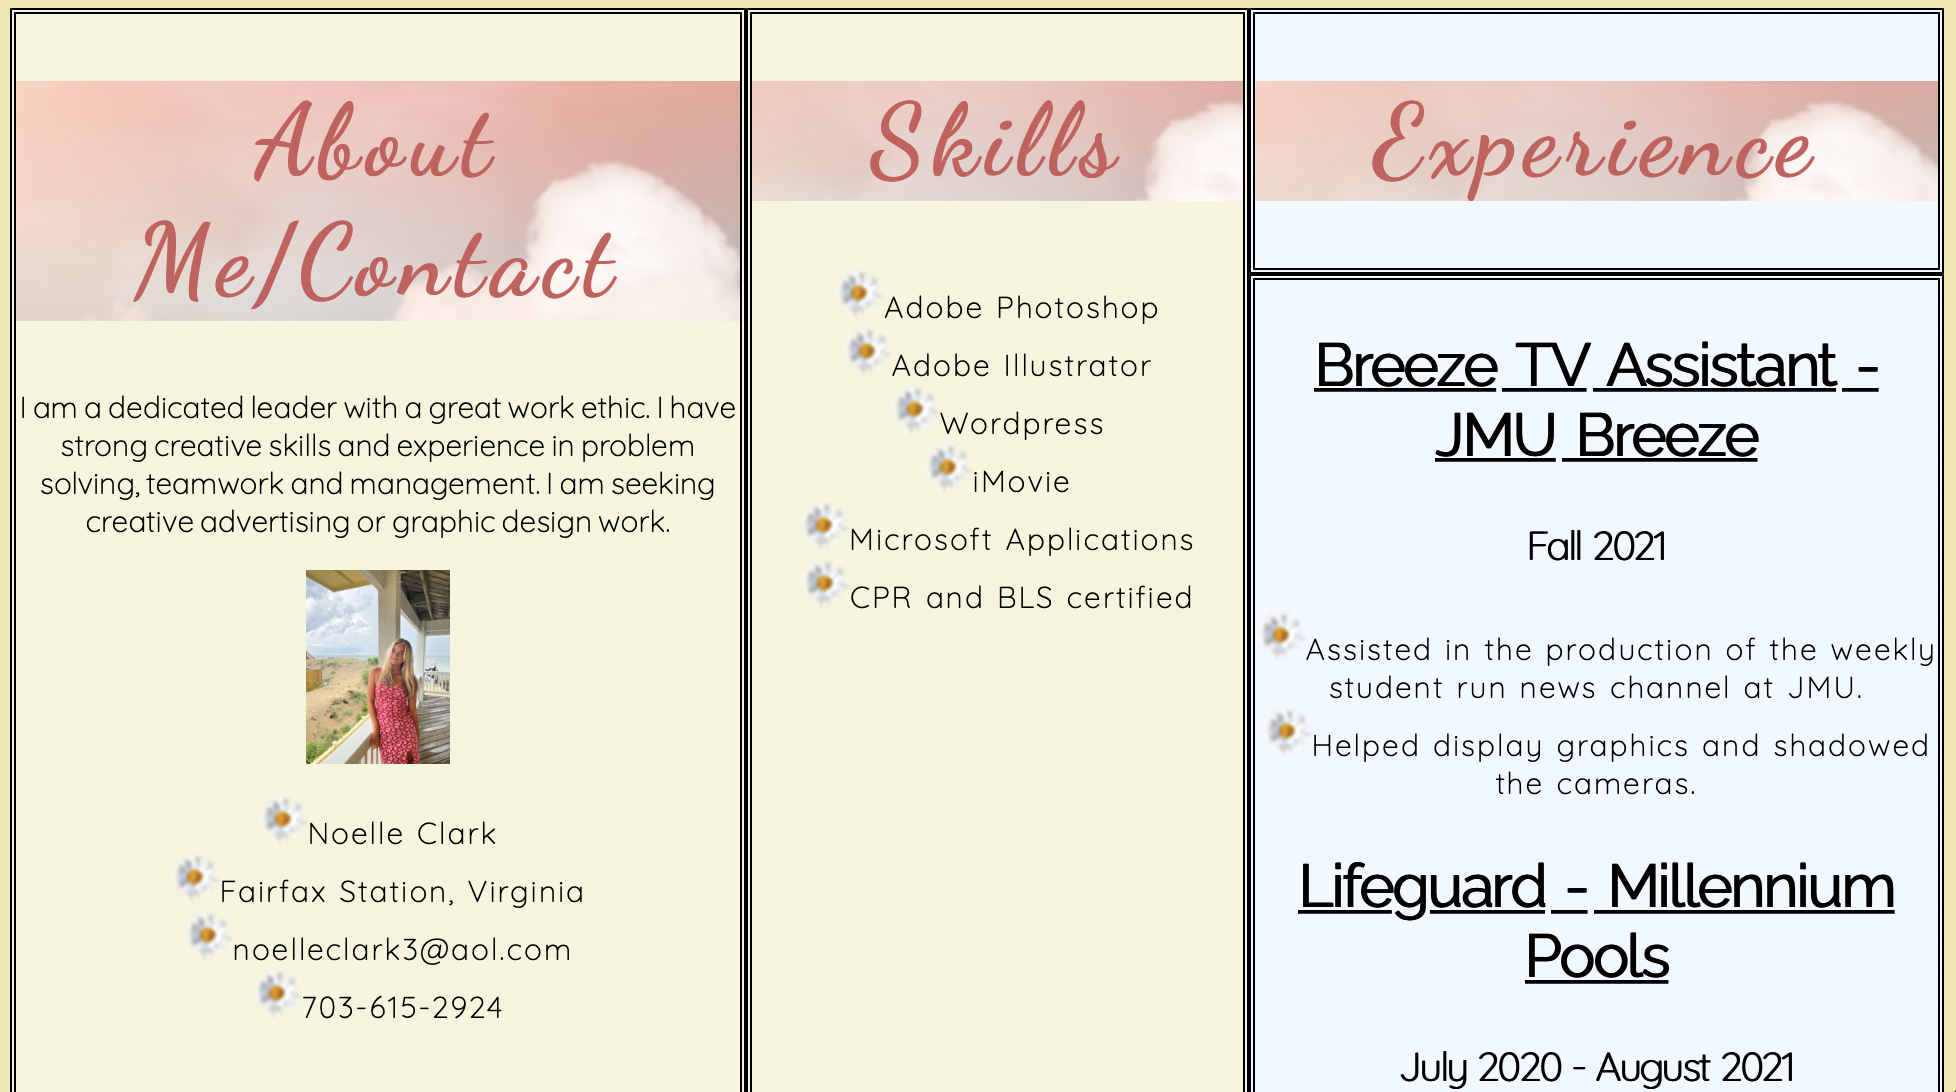 About
Me/Contact
I am a dedicated leader with a great work ethic. I have
strong creative skills and experience in problem
solving, teamwork and management. I am seeking
creative advertising or graphic design work.
Noelle Clark
Fairfax Station, Virginia
noelleclark3@aol.com
703-615-2924
Skills
Adobe Photoshop
Adobe Illustrator
Wordpress
iMovie
Microsoft Applications
CPR and BLS certified
Experience
Breeze TV Assistant -
JMU Breeze
Fall 2021
Assisted in the production of the weekly
student run news channel at JMU.
Helped display graphics and shadowed
the cameras.
Lifeguard - Millennium
Pools
July 2020 - August 2021